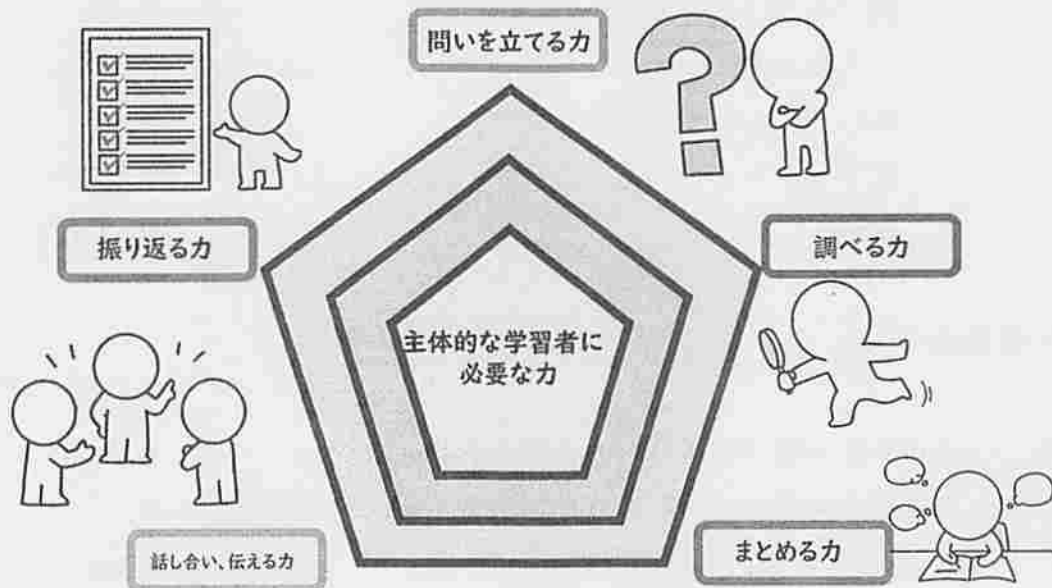 問いを立てる力
振り返る力
調べる力
主体的な学習者に
必要な力
話し合い、伝える力
まとめる力